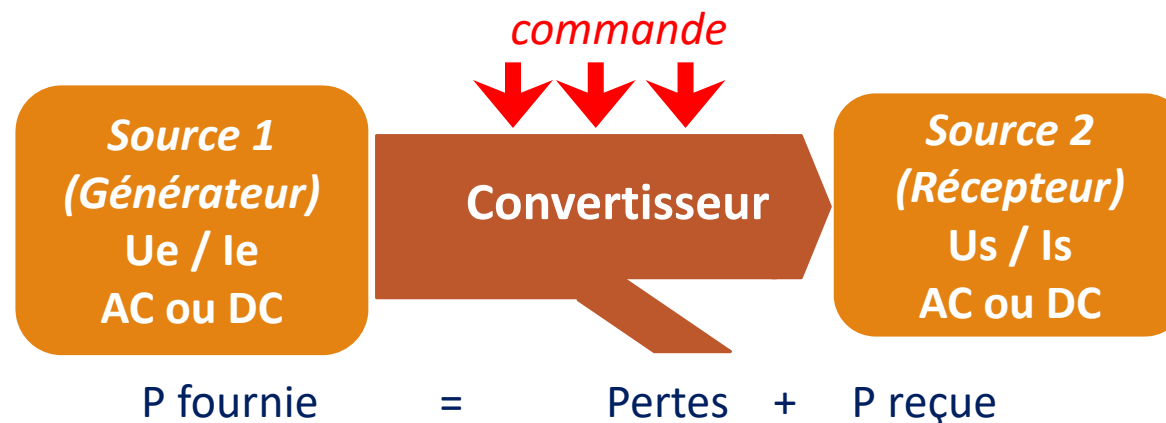 commande
Source 1
(Générateur)
Ue / Ie
AC ou DC
Convertisseur
Source 2
(Récepteur)
Us / Is
AC ou DC
P fournie = Pertes + P reçue